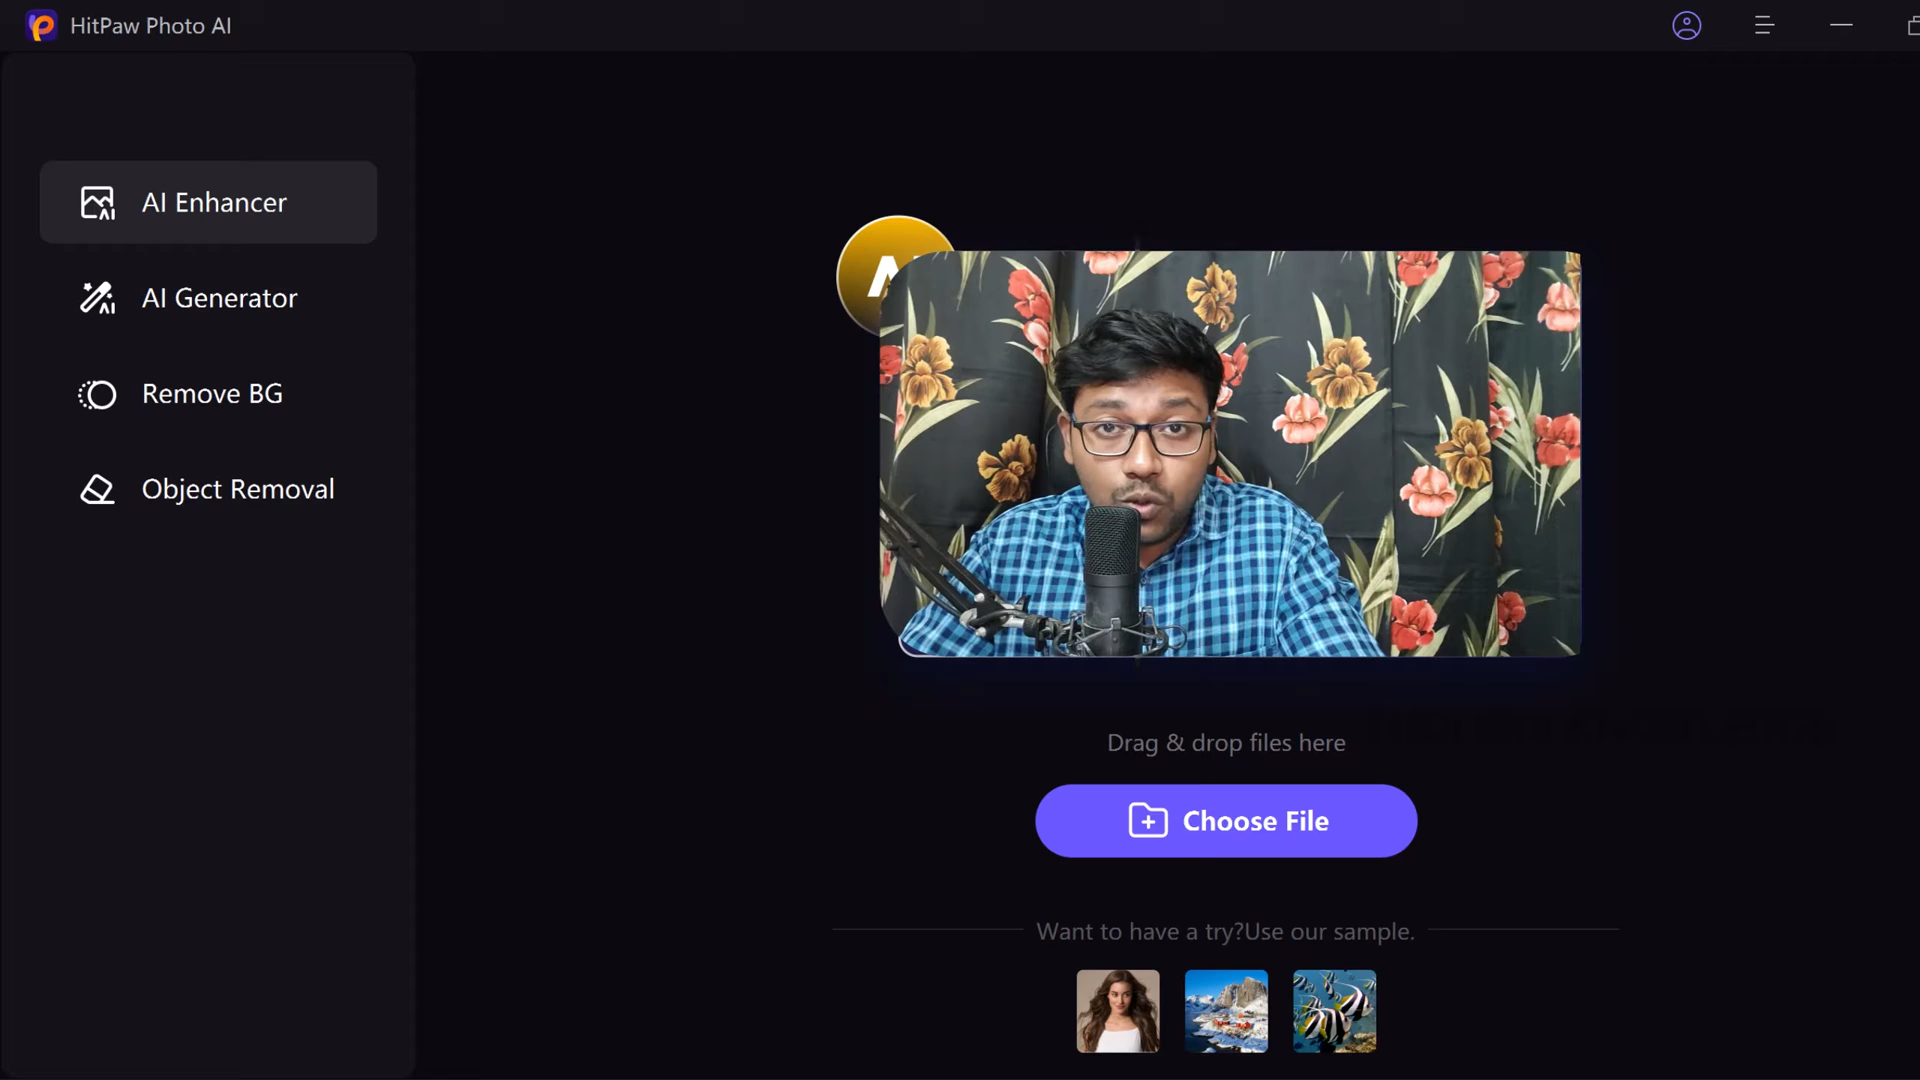 HitPaw Photo AI
AI Enhancer
AI Generator
Remove BG
Object Removal
Drag & drop files here
Choose File
Want to have a try?Use our sample.